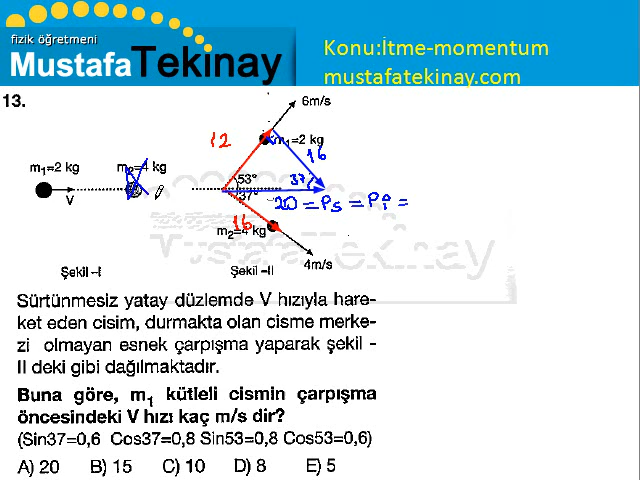 fizik öğretmeni
MustafaTekinay
Konu:İtme-momentum
mustafatekinay.com
13.
6m/s
12
m₁=2 kg
16
m₁=2 kg
m₂=4 kg
53°
37
37°
V
20 = Ps = Pi =
16
m₂=4 kg
4m/s
MustafaTekinay
Şekil –I
Şekil –II
Sürtünmesiz yatay düzlemde V hızıyla hare-
ket eden cisim, durmakta olan cisme merke-
zi olmayan esnek çarpışma yaparak şekil -
II deki gibi dağılmaktadır.
Buna göre, m₁ kütleli cismin çarpışma
öncesindeki V hızı kaç m/s dir?
(Sin37=0,6 Cos37=0,8 Sin53=0,8 Cos53=0,6)
A) 20 B) 15 C) 10 D) 8 E) 5